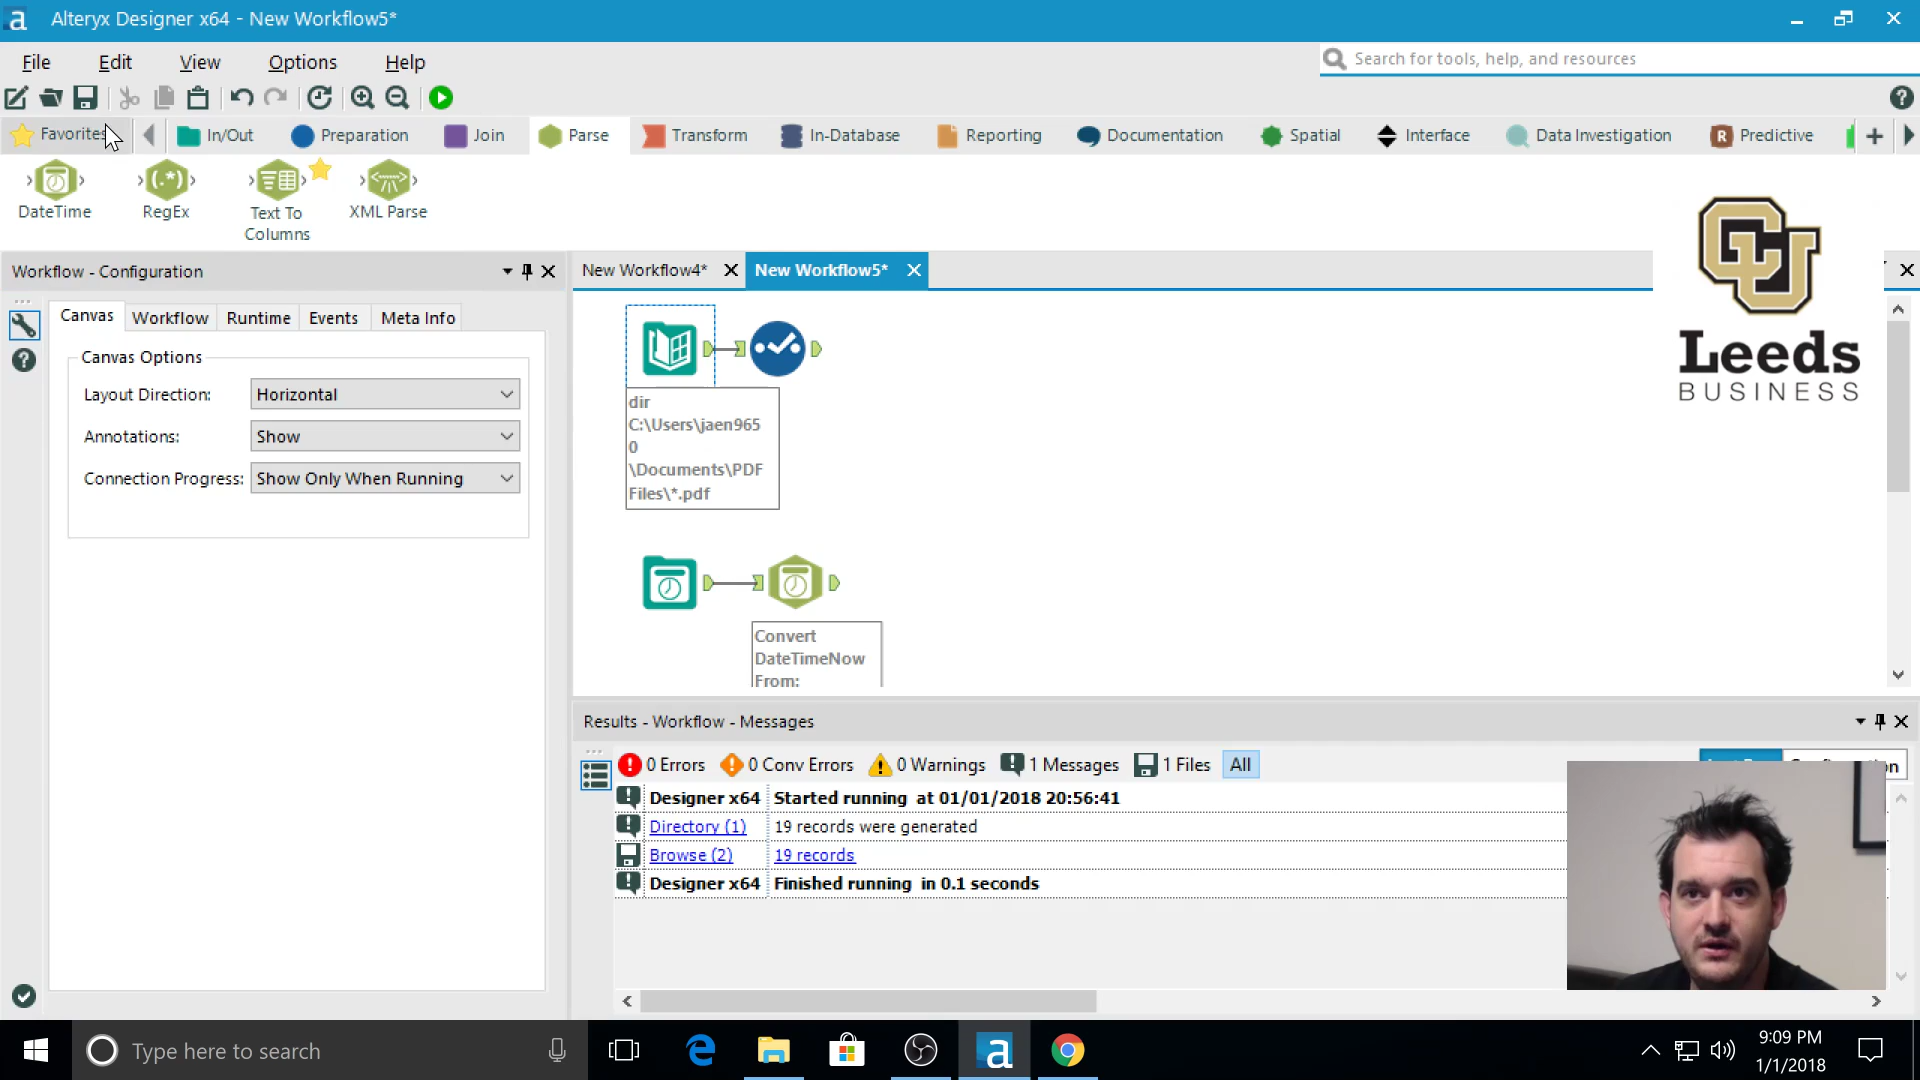 Alteryx Designer x64 - New Workflow5*
File Edit View Options Help
Search for tools, help, and resources
Favorites In/Out Preparation Join Parse Transform In-Database Reporting Documentation Spatial Interface Data Investigation Predictive
DateTime RegEx Text To Columns XML Parse
Workflow - Configuration
New Workflow4* New Workflow5*
Canvas Workflow Runtime Events Meta Info
Canvas Options
Layout Direction: Horizontal
Annotations: Show
Connection Progress: Show Only When Running
dir
C:\Users\jaen965
0
\Documents\PDF
Files\*.pdf
Convert
DateTimeNow
From:
CU
Leeds
BUSINESS
Results - Workflow - Messages
0 Errors 0 Conv Errors 0 Warnings 1 Messages 1 Files All
Designer x64 Started running at 01/01/2018 20:56:41
Directory (1) 19 records were generated
Browse (2) 19 records
Designer x64 Finished running in 0.1 seconds
Type here to search
9:09 PM
1/1/2018